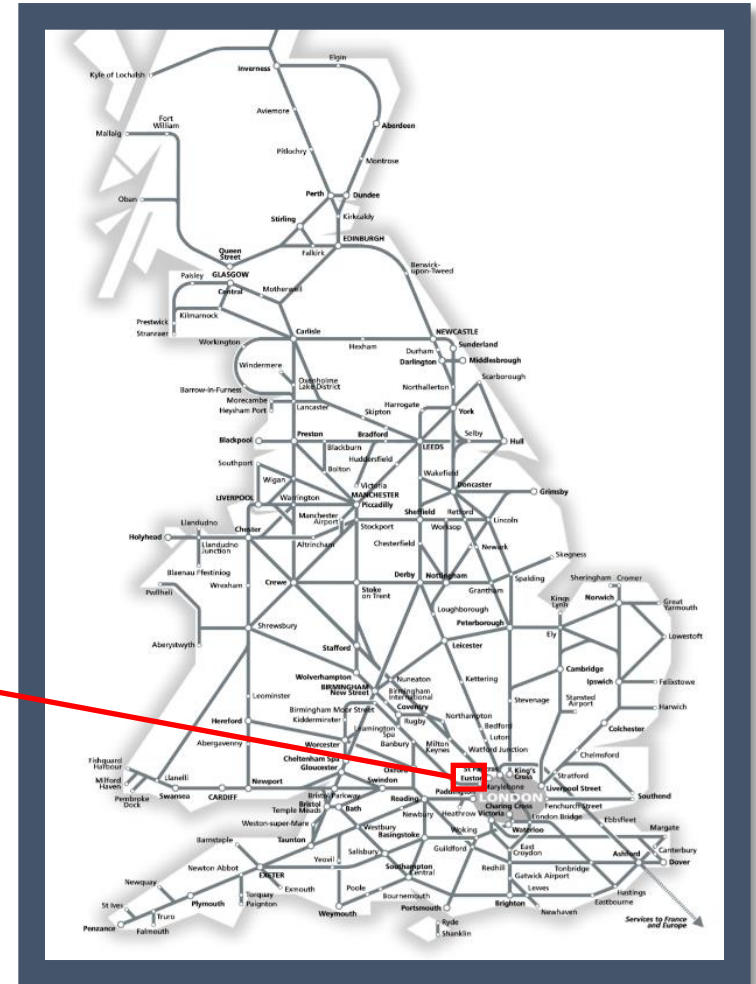 Elgin
Kyle of Lochalsh
Inverness
Aviemore
Fort
William
Aberdeen
Mallaig
Pitlochry
Montrose
Perth
Dundee
Oban
Stirling
Kirkcaldy
EDINBURGH
Queen
Street
Falkirk
Berwick-
upon-Tweed
Paisley
GLASGOW
Central
Motherwell
Kilmarnock
Prestwick
Stranraer
Carlisle
NEWCASTLE
Workington
Hexham
Sunderland
Durham
Darlington
Middlesbrough
Windermere
Scarborough
Oxenholme
Lake District
Barrow-in-Furness
Northallerton
Morecambe
Heysham Port
Lancaster
Harrogate
York
Skipton
Preston
Bradford
Selby
Blackpool
Blackburn
LEEDS
Hull
Huddersfield
Southport
Bolton
Wakefield
Wigan
Victoria
Doncaster
MANCHESTER
Piccadilly
Grimsby
LIVERPOOL
Warrington
Manchester
Airport
Sheffield
Retford
Lincoln
Llandudno
Stockport
Worksop
Holyhead
Chester
Llandudno
Junction
Altrincham
Chesterfield
Newark
Skegness
Blaenau Ffestiniog
Wrexham
Crewe
Stoke
on Trent
Derby
Nottingham
Spalding
Sheringham
Cromer
Pwllheli
Grantham
Kings
Lynn
Norwich
Great
Yarmouth
Loughborough
Peterborough
Shrewsbury
Ely
Lowestoft
Aberystwyth
Stafford
Leicester
Cambridge
Wolverhampton
Nuneaton
Kettering
Ipswich
Felixstowe
BIRMINGHAM
New Street
Birmingham
International
Stansted
Airport
Leominster
Coventry
Stevenage
Harwich
Birmingham Moor Street
Rugby
Northampton
Hereford
Kidderminster
Leamington
Spa
Bedford
Colchester
Worcester
Banbury
Milton
Keynes
Luton
Abergavenny
Watford Junction
Chelmsford
Cheltenham Spa
Gloucester
Oxford
St Pancras
King's
Cross
Fishguard
Harbour
Llanelli
Newport
Swindon
Euston
Stratford
Milford
Haven
Marylebone
Liverpool Street
Pembroke
Dock
Swansea
CARDIFF
Bristol Parkway
Reading
Paddington
LONDON
Southend
Bristol
Temple Meads
Bath
Charing Cross
Fenchurch Street
Newbury
Heathrow
Victoria
London Bridge
Ebbsfleet
Weston-super-Mare
Westbury
Basingstoke
Woking
Waterloo
Margate
Barnstaple
Taunton
Salisbury
Guildford
East
Croydon
Canterbury
Yeovil
Redhill
Tonbridge
Ashford
Dover
Newton Abbot
EXETER
Southampton
Central
Gatwick Airport
Newquay
Exmouth
Poole
Lewes
Hastings
Torquay
Paignton
Bournemouth
Eastbourne
St Ives
Plymouth
Weymouth
Portsmouth
Brighton
Newhaven
Truro
Ryde
Penzance
Falmouth
Shanklin
Services to France
and Europe